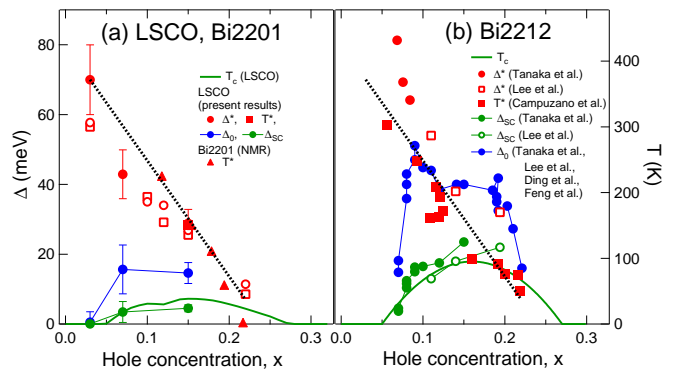 (a) LSCO, Bi2201
T_c (LSCO)
LSCO
(present results)
Δ*, T*,
Δ_0, Δ_SC
Bi2201 (NMR)
T*
80
60
40
20
0
Δ
(meV)
0.0 0.1 0.2 0.3
Hole concentration, x
(b) Bi2212
T_c
Δ* (Tanaka et al.)
Δ* (Lee et al.)
T* (Campuzano et al.)
Δ_SC (Tanaka et al.)
Δ_SC (Lee et al.)
Δ_0 (Tanaka et al.,
Lee et al.,
Ding et al.,
Feng et al.)
400
300
200
100
0
T (K)
0.0 0.1 0.2 0.3
Hole concentration, x